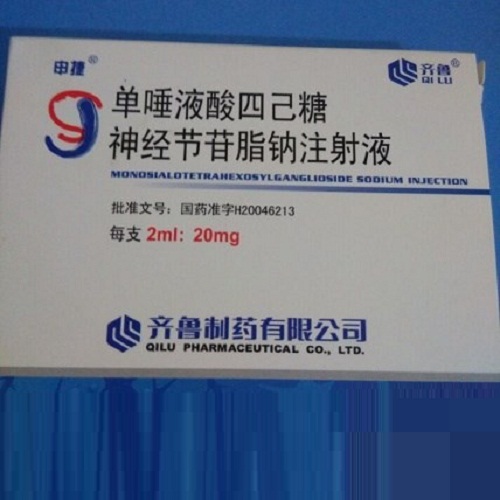 申捷®
齐鲁®
QILU
单唾液酸四己糖
神经节苷脂钠注射液
MONOSIALOTETRAHEXOSYLGANGLIOSIDE SODIUM INJECTION
批准文号：国药准字H20046213
每支 2ml：20mg
齐鲁制药有限公司
QILU PHARMACEUTICAL CO., LTD.